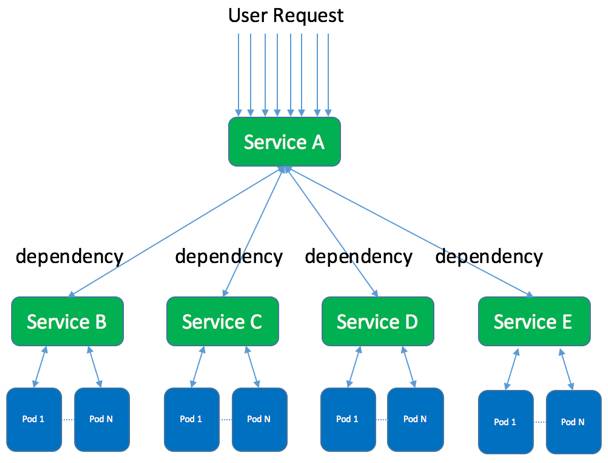 User Request
Service A
dependency dependency dependency dependency
Service B Service C Service D Service E
Pod 1 Pod N Pod 1 Pod N Pod 1 Pod N Pod 1 Pod N